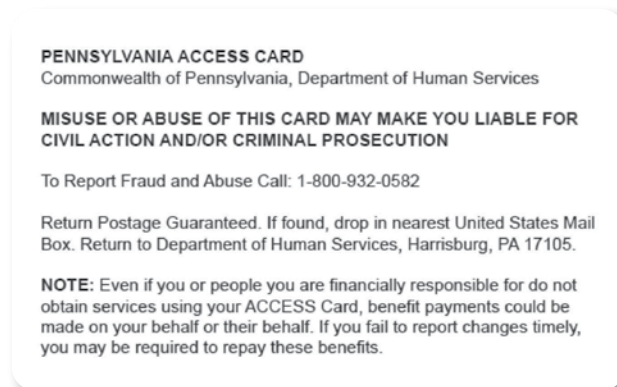 PENNSYLVANIA ACCESS CARD
Commonwealth of Pennsylvania, Department of Human Services
MISUSE OR ABUSE OF THIS CARD MAY MAKE YOU LIABLE FOR
CIVIL ACTION AND/OR CRIMINAL PROSECUTION
To Report Fraud and Abuse Call: 1-800-932-0582
Return Postage Guaranteed. If found, drop in nearest United States Mail
Box. Return to Department of Human Services, Harrisburg, PA 17105.
NOTE: Even if you or people you are financially responsible for do not
obtain services using your ACCESS Card, benefit payments could be
made on your behalf or their behalf. If you fail to report changes timely,
you may be required to repay these benefits.